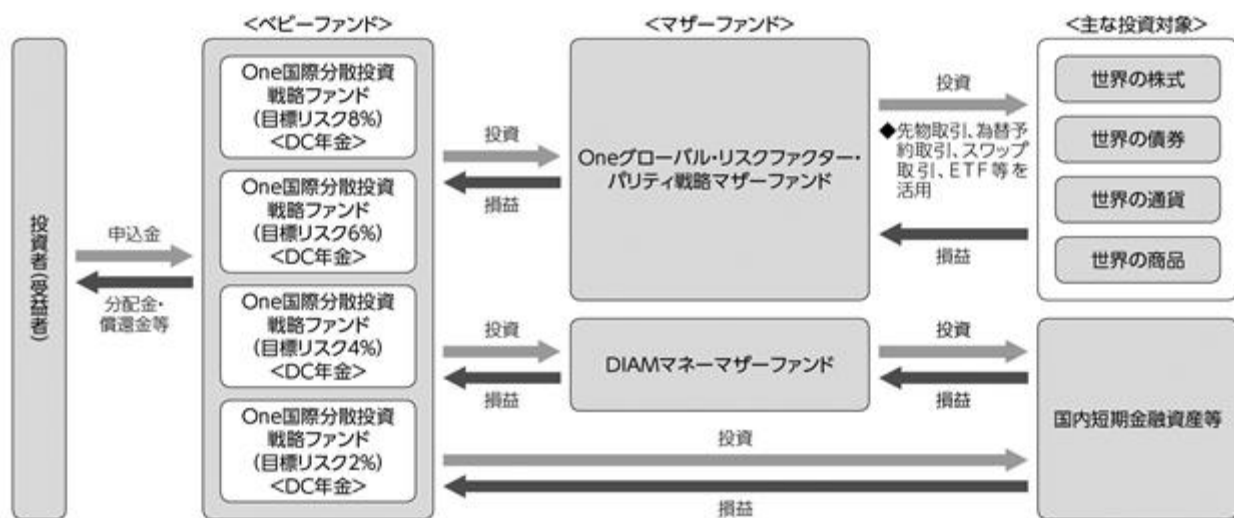 <ベビーファンド>
<マザーファンド>
<主な投資対象>
投資者(受益者)
申込金
分配金・
償還金等
One国際分散投資
戦略ファンド
(目標リスク8%)
<DC年金>
One国際分散投資
戦略ファンド
(目標リスク6%)
<DC年金>
One国際分散投資
戦略ファンド
(目標リスク4%)
<DC年金>
One国際分散投資
戦略ファンド
(目標リスク2%)
<DC年金>
投資
損益
Oneグローバル・リスクファクター・
パリティ戦略マザーファンド
投資
◆先物取引、為替予
約取引、スワップ
取引、ETF等を
活用
損益
世界の株式
世界の債券
世界の通貨
世界の商品
投資
損益
DIAMマネーマザーファンド
投資
損益
国内短期金融資産等
投資
損益